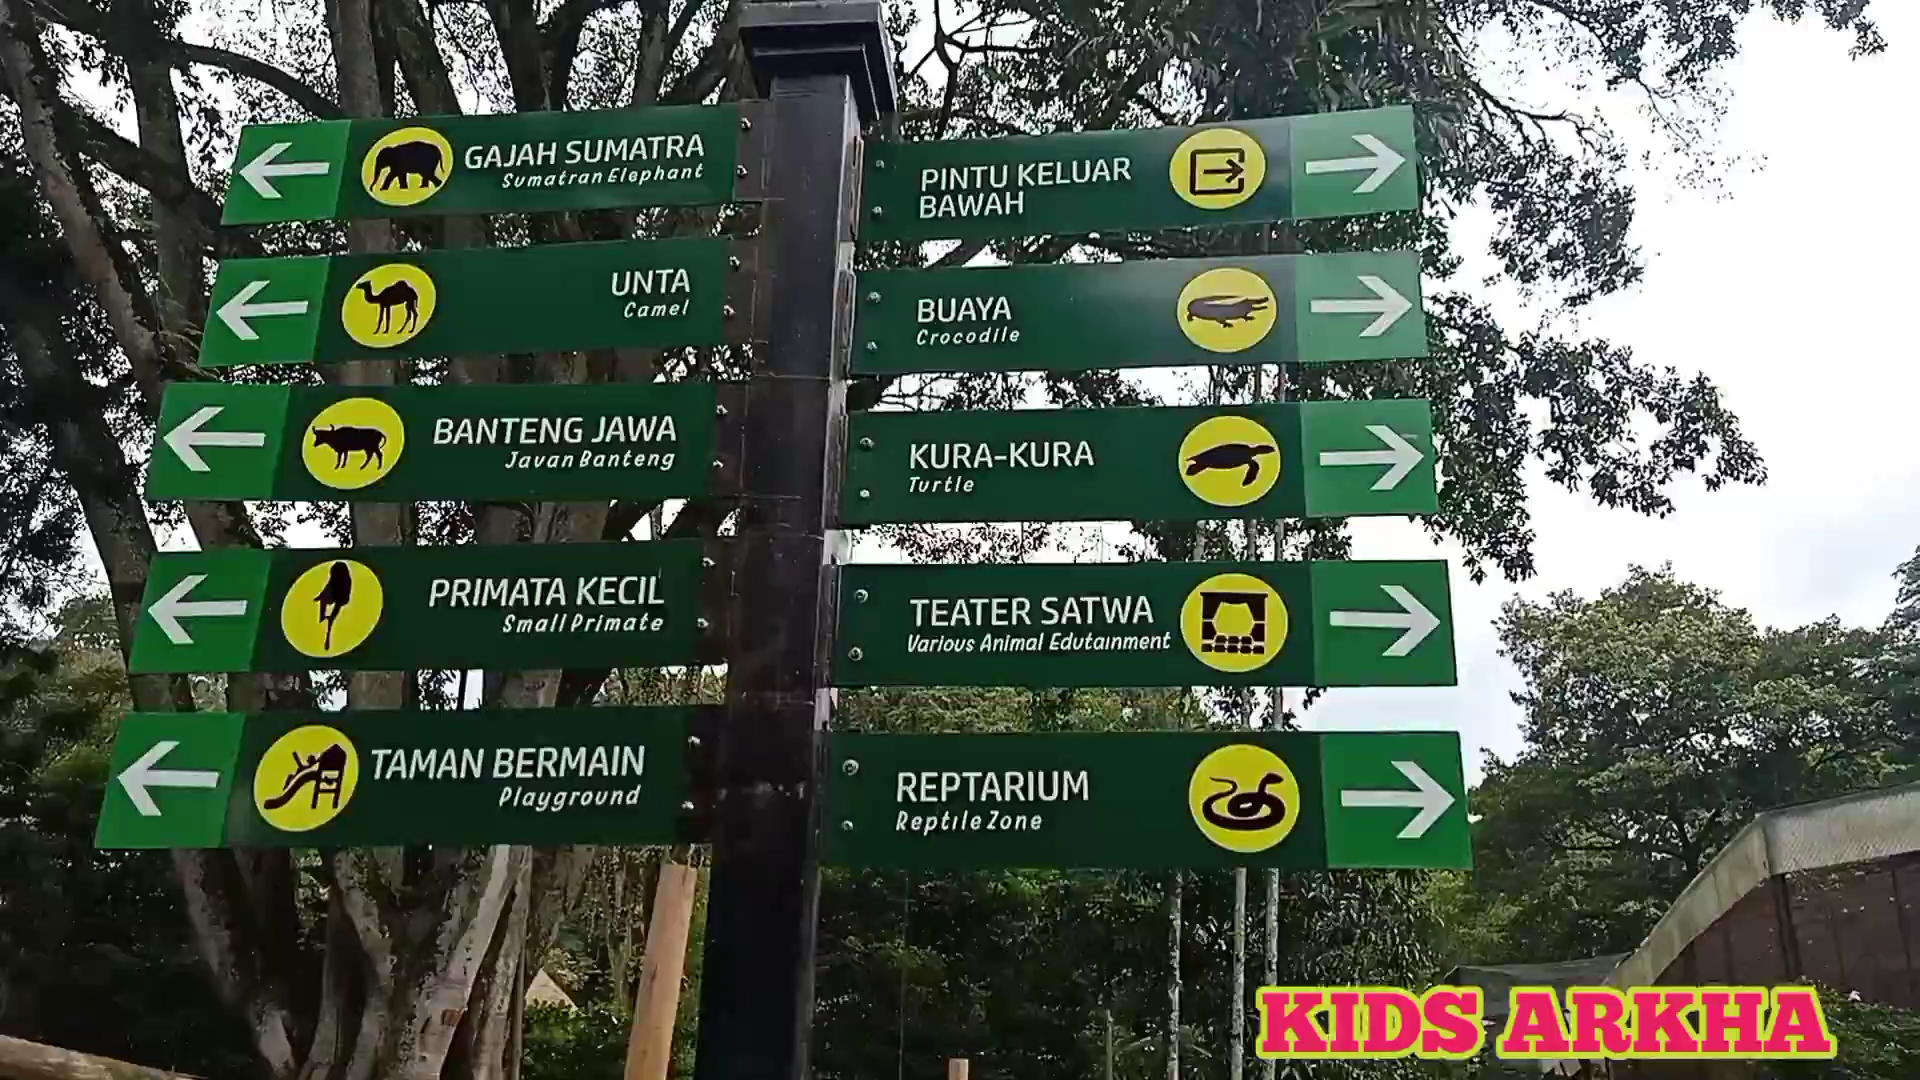 GAJAH SUMATRA
Sumatran Elephant
UNTA
Camel
BANTENG JAWA
Javan Banteng
PRIMATA KECIL
Small Primate
TAMAN BERMAIN
Playground
PINTU KELUAR
BAWAH
BUAYA
Crocodile
KURA-KURA
Turtle
TEATER SATWA
Various Animal Edutainment
REPTARIUM
Reptile Zone
KIDS ARKHA